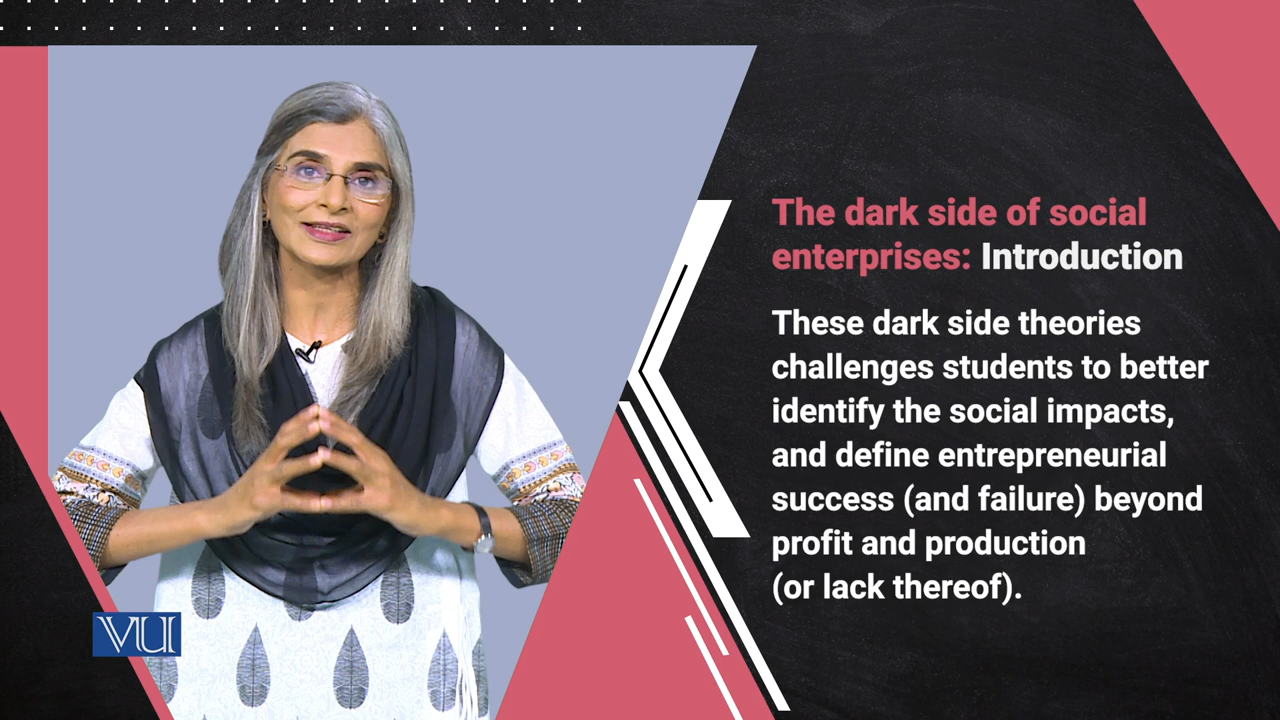 The dark side of social
enterprises: Introduction
These dark side theories
challenges students to better
identify the social impacts,
and define entrepreneurial
success (and failure) beyond
profit and production
(or lack thereof).
VU